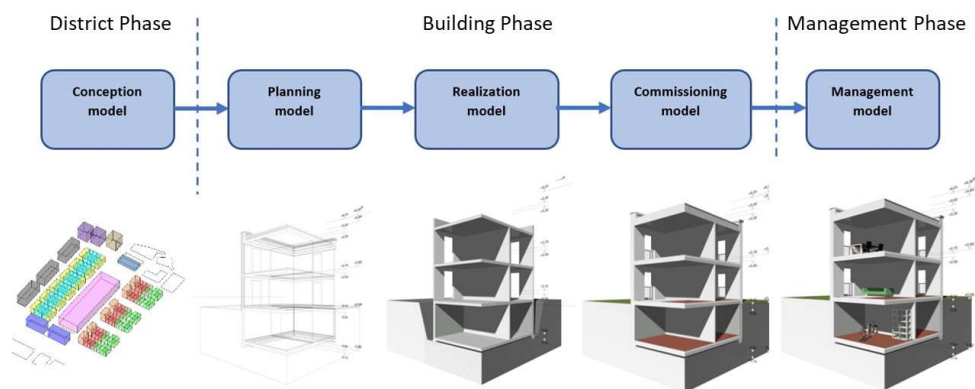 District Phase
Building Phase
Management Phase
Conception
model
Planning
model
Realization
model
Commissioning
model
Management
model